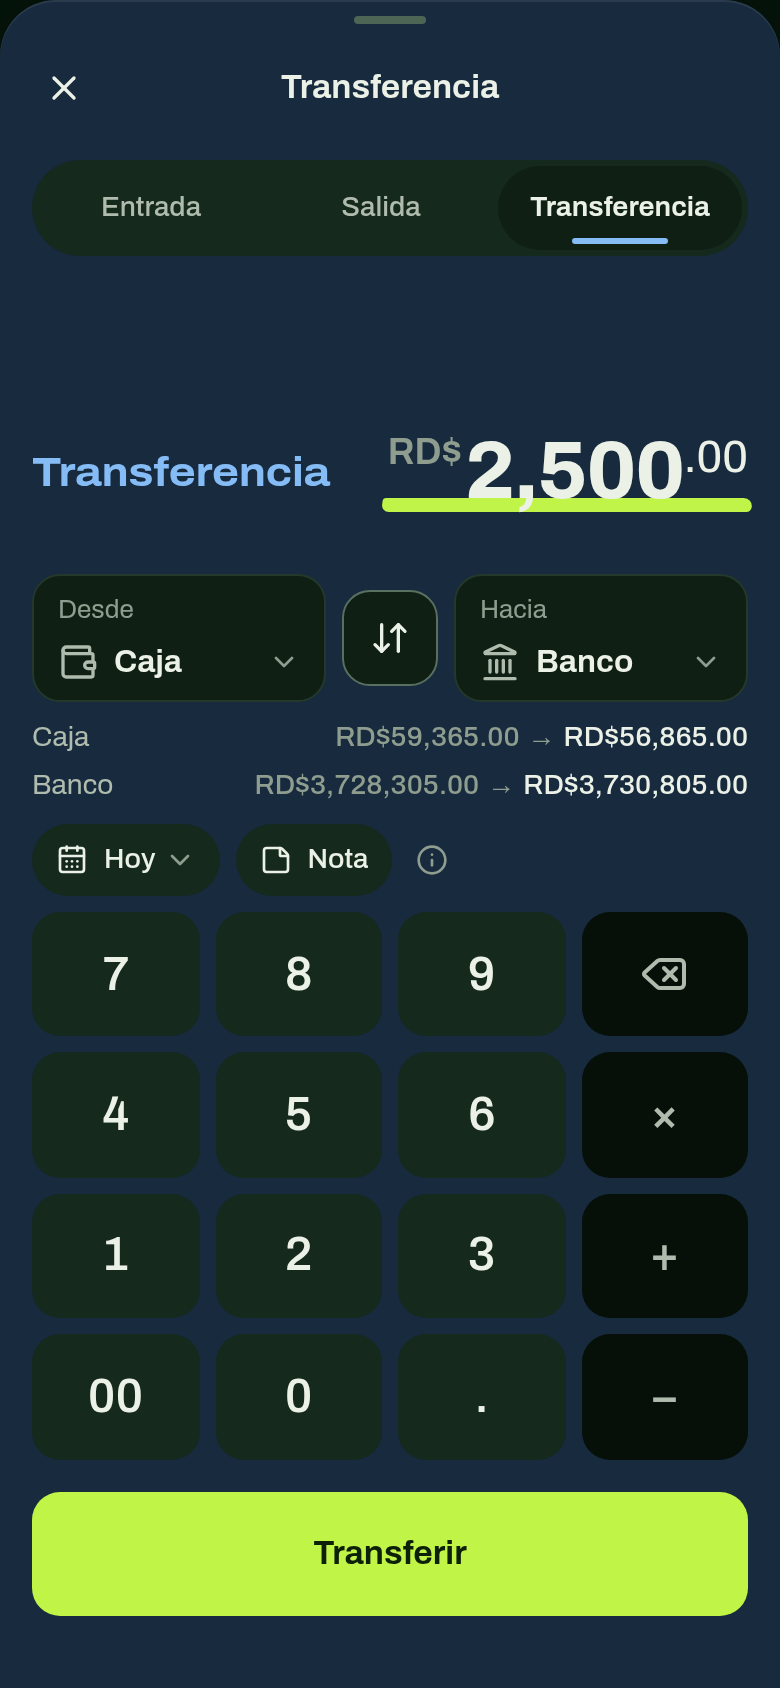 Transferencia
Entrada Salida Transferencia
Transferencia RD$2,500.00
Desde Hacia
Caja Banco
Caja RD$59,365.00 → RD$56,865.00
Banco RD$3,728,305.00 → RD$3,730,805.00
Hoy Nota
7 8 9
4 5 6 ×
1 2 3 +
00 0 . −
Transferir